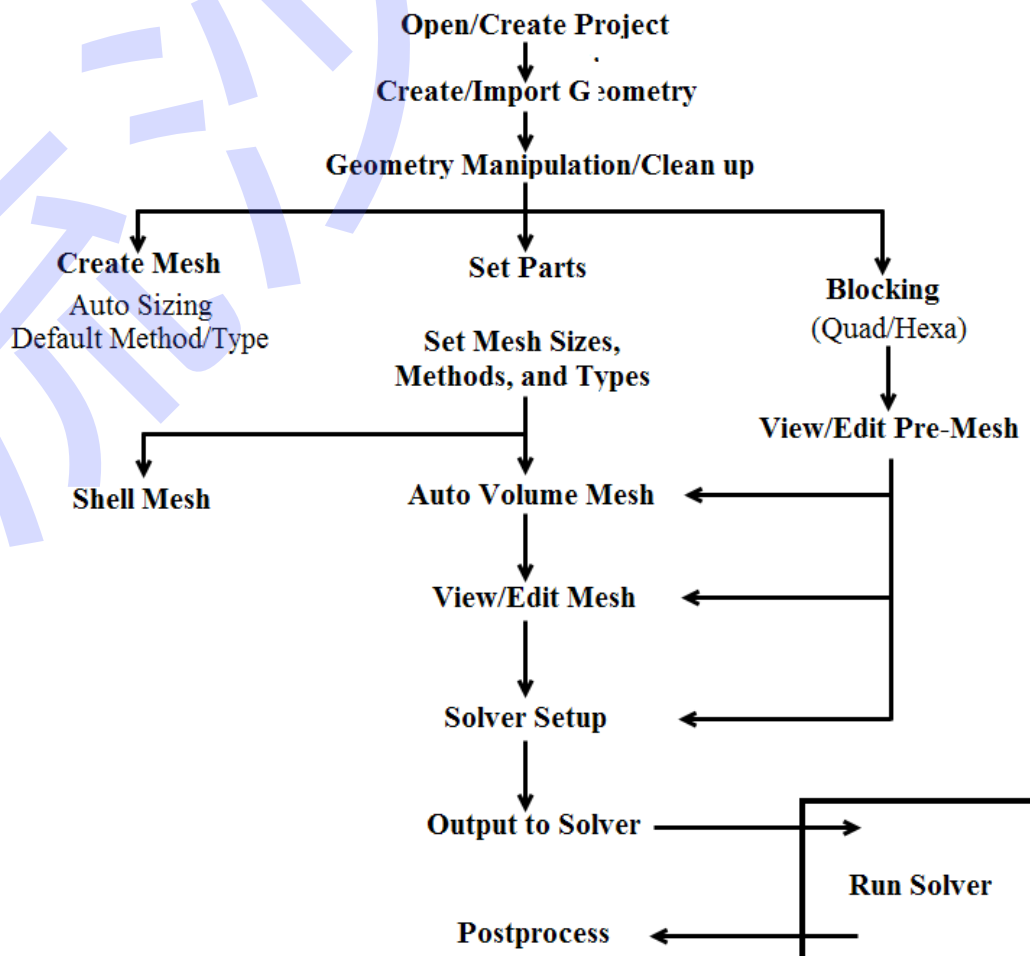 Open/Create Project
Create/Import Geometry
Geometry Manipulation/Clean up
Create Mesh
Auto Sizing
Default Method/Type
Set Parts
Set Mesh Sizes,
Methods, and Types
Blocking
(Quad/Hexa)
View/Edit Pre-Mesh
Shell Mesh
Auto Volume Mesh
View/Edit Mesh
Solver Setup
Output to Solver
Run Solver
Postprocess